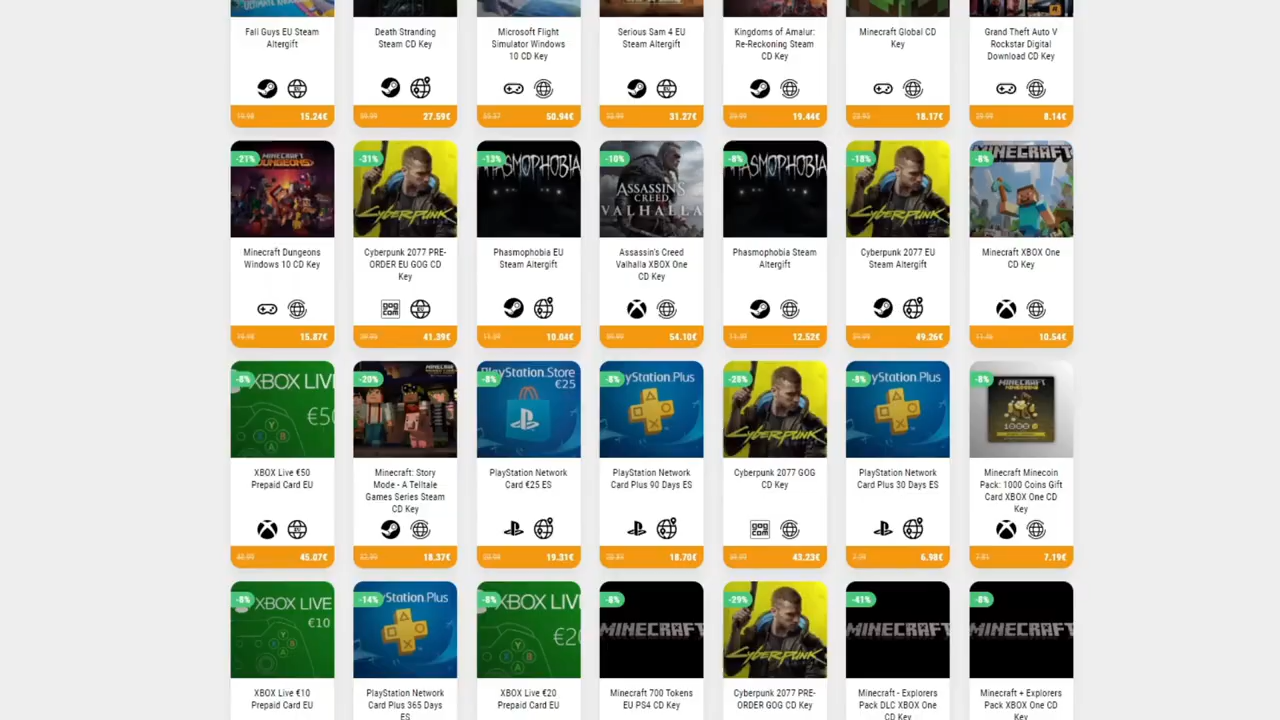 Fall Guys EU Steam
Altergift
15.24€
Death Stranding
Steam CD Key
27.59€
Microsoft Flight
Simulator Windows
10 CD Key
50.94€
Serious Sam 4 EU
Steam Altergift
31.27€
Kingdoms of Amalur:
Re-Reckoning Steam
CD Key
19.44€
Minecraft Global CD
Key
18.17€
Grand Theft Auto V
Rockstar Digital
Download CD Key
8.14€
-21%
MINECRAFT
DUNGEONS
Minecraft Dungeons
Windows 10 CD Key
15.87€
-31%
CYBERPUNK
Cyberpunk 2077 PRE-
ORDER EU GOG CD
Key
GOG
COM
41.39€
-13%
PHASMOPHOBIA
Phasmophobia EU
Steam Altergift
10.04€
-10%
ASSASSIN'S
CREED
VALHALLA
Assassin's Creed
Valhalla XBOX One
CD Key
54.10€
-8%
PHASMOPHOBIA
Phasmophobia Steam
Altergift
12.52€
-18%
CYBERPUNK
Cyberpunk 2077 EU
Steam Altergift
49.26€
-8%
MINECRAFT
Minecraft XBOX One
CD Key
10.54€
-8%
XBOX LIVE
€50
XBOX Live €50
Prepaid Card EU
45.07€
-20%
MINECRAFT
Minecraft: Story
Mode - A Telltale
Games Series Steam
CD Key
18.37€
-8%
PlayStation Store
€25
PlayStation Network
Card €25 ES
19.31€
-8%
PlayStation Plus
PlayStation Network
Card Plus 90 Days ES
18.70€
-28%
CYBERPUNK
Cyberpunk 2077 GOG
CD Key
GOG
COM
43.23€
-8%
PlayStation Plus
PlayStation Network
Card Plus 30 Days ES
6.98€
-8%
MINECRAFT
1000
Minecraft Minecoin
Pack: 1000 Coins Gift
Card XBOX One CD
Key
7.19€
-8%
XBOX LIVE
€10
XBOX Live €10
Prepaid Card EU
-14%
PlayStation Plus
PlayStation Network
Card Plus 365 Days
ES
-8%
XBOX LIVE
€20
XBOX Live €20
Prepaid Card EU
-8%
MINECRAFT
Minecraft 700 Tokens
EU PS4 CD Key
-29%
CYBERPUNK
Cyberpunk 2077 PRE-
ORDER GOG CD Key
-41%
MINECRAFT
Minecraft - Explorers
Pack DLC XBOX One
CD Key
-8%
MINECRAFT
Minecraft + Explorers
Pack XBOX One CD
Key